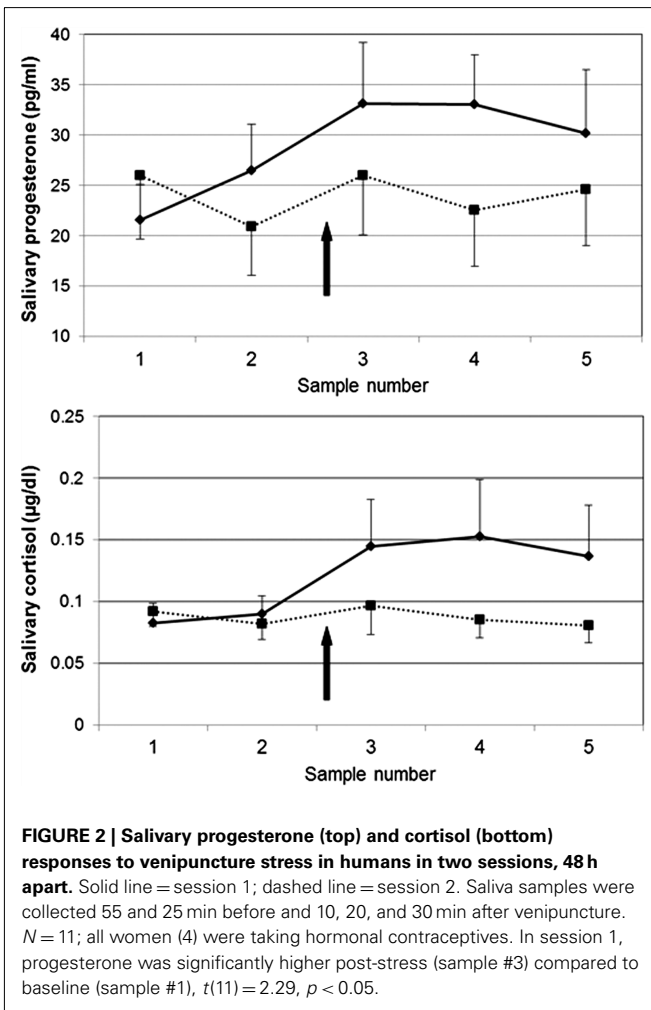 40
35
30
25
20
15
10
Salivary progesterone (pg/ml)
1 2 3 4 5
Sample number
0.25
0.2
0.15
0.1
0.05
0
Salivary cortisol (µg/dl)
1 2 3 4 5
Sample number
FIGURE 2 | Salivary progesterone (top) and cortisol (bottom)
responses to venipuncture stress in humans in two sessions, 48 h
apart. Solid line = session 1; dashed line = session 2. Saliva samples were
collected 55 and 25 min before and 10, 20, and 30 min after venipuncture.
N = 11; all women (4) were taking hormonal contraceptives. In session 1,
progesterone was significantly higher post-stress (sample #3) compared to
baseline (sample #1), t(11) = 2.29, p < 0.05.